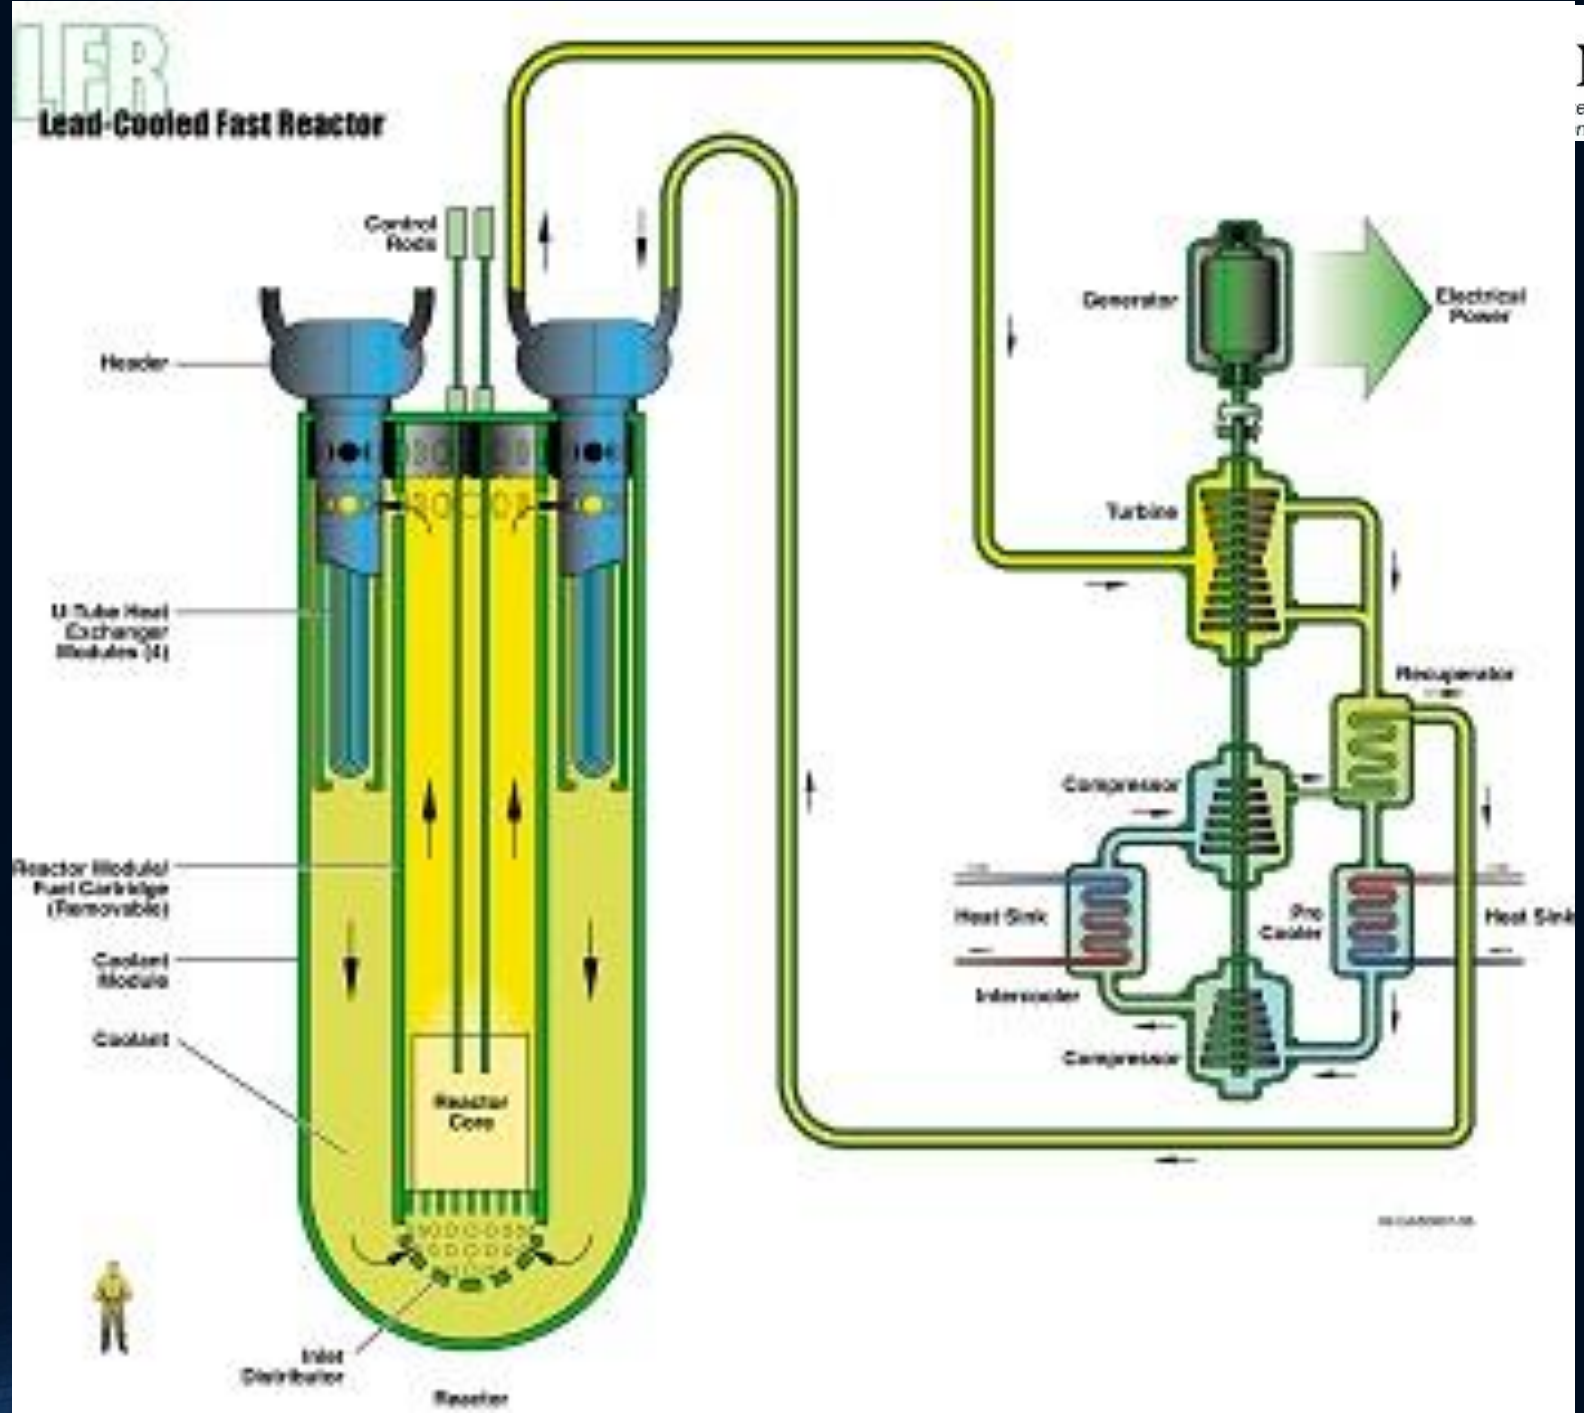 LFR
Lead-Cooled Fast Reactor
Control
Rods
Header
U-Tube Heat
Exchanger
Modules (4)
Reactor Module/
Fuel Cartridge
(Removable)
Coolant
Module
Coolant
Reactor
Core
Inlet
Distributor
Reactor
Generator
Electrical
Power
Turbine
Recuperator
Compressor
Heat Sink
Pre
Cooler
Heat Sink
Intercooler
Compressor